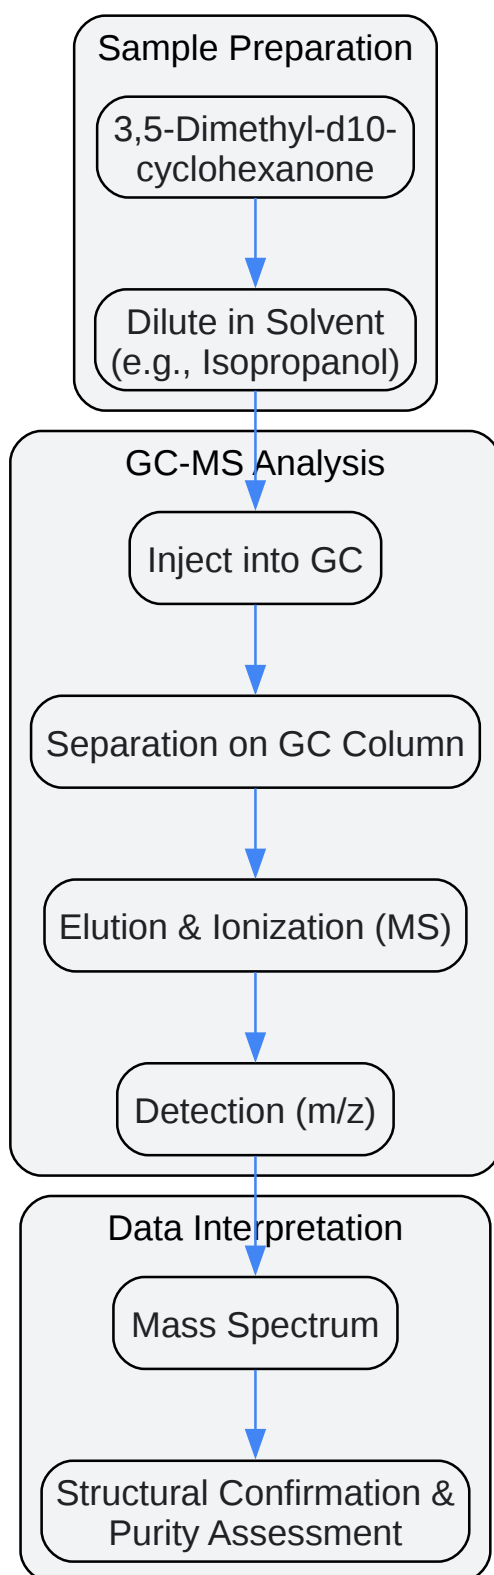 Sample Preparation
3,5-Dimethyl-d10-
cyclohexanone
Dilute in Solvent
(e.g., Isopropanol)
GC-MS Analysis
Inject into GC
Separation on GC Column
Elution & Ionization (MS)
Detection (m/z)
Data Interpretation
Mass Spectrum
Structural Confirmation &
Purity Assessment